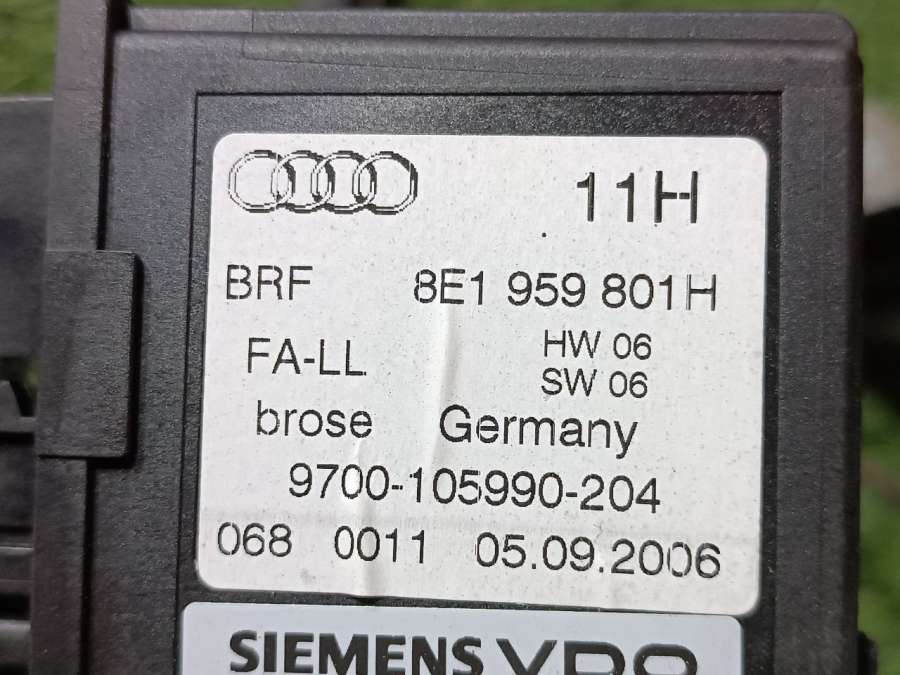 11H
BRF 8E1 959 801H
FA-LL HW 06
SW 06
brose Germany
9700-105990-204
068 0011 05.09.2006
SIEMENS VDO